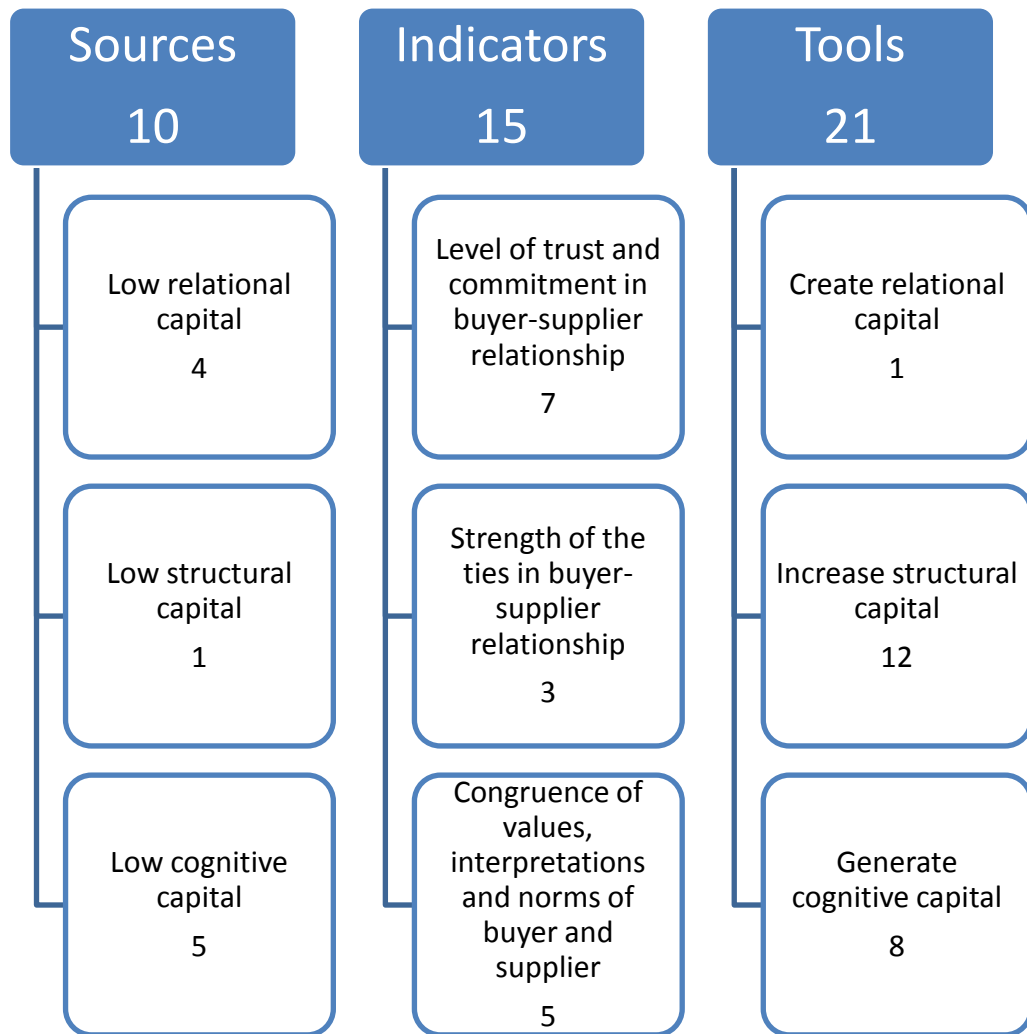 Sources
10
Low relational
capital
4
Low structural
capital
1
Low cognitive
capital
5
Indicators
15
Level of trust and
commitment in
buyer-supplier
relationship
7
Strength of the
ties in buyer-
supplier
relationship
3
Congruence of
values,
interpretations
and norms of
buyer and
supplier
5
Tools
21
Create relational
capital
1
Increase structural
capital
12
Generate
cognitive capital
8